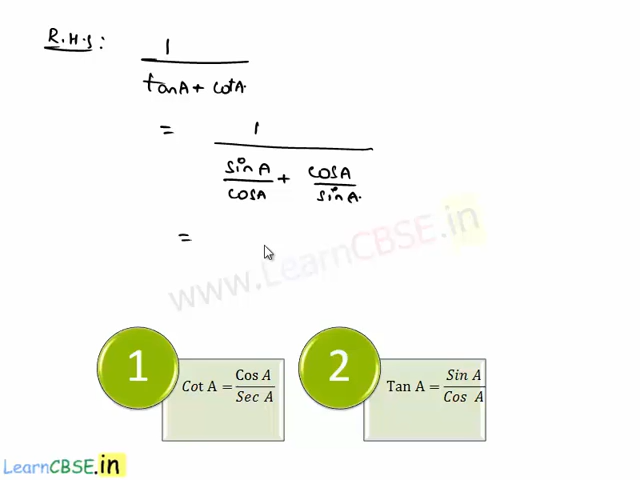 R.H.S :
1
tanA + cotA.
=
1
sinA/cosA + cosA/sinA.
=
www.LearnCBSE.in
1
Cot A = Cos A/Sec A
2
Tan A = Sin A/Cos A
LearnCBSE.in